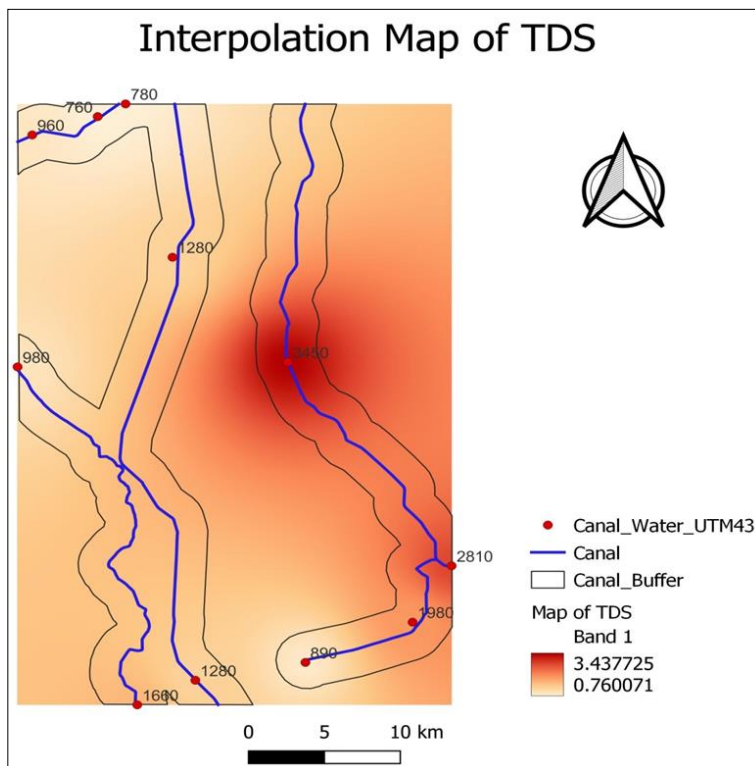 Interpolation Map of TDS
780
760
960
1280
980
3450
2810
1980
890
1280
1660
Canal_Water_UTM43
Canal
Canal_Buffer
Map of TDS
Band 1
3.437725
0.760071
0 5 10 km